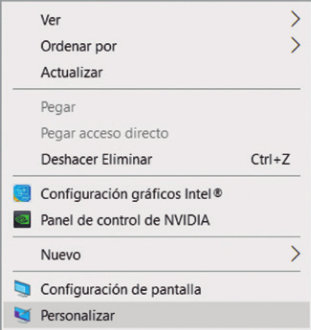 Ver
Ordenar por
Actualizar
Pegar
Pegar acceso directo
Deshacer Eliminar Ctrl+Z
Configuración gráficos Intel®
Panel de control de NVIDIA
Nuevo
Configuración de pantalla
Personalizar